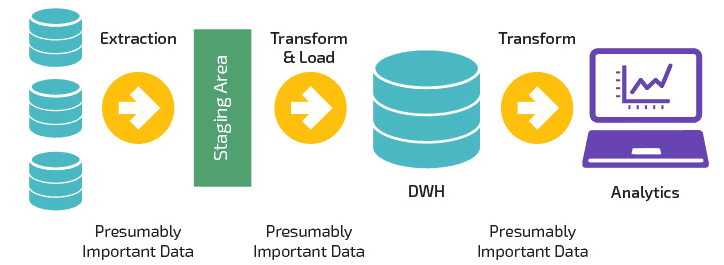 Extraction
Staging Area
Transform
& Load
DWH
Transform
Analytics
Presumably
Important Data
Presumably
Important Data
Presumably
Important Data